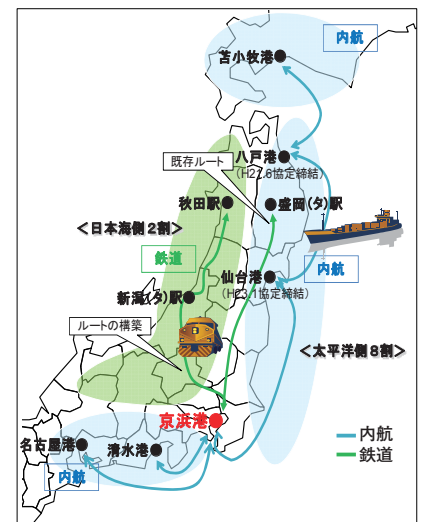 内航
苫小牧港
八戸港
(H21.6協定締結)
既存ルート
秋田駅
盛岡(タ)駅
<日本海側2割>
鉄道
仙台港
(H23.1協定締結)
内航
新潟(タ)駅
ルートの構築
<太平洋側8割>
京浜港
名古屋港
清水港
内航
内航
鉄道